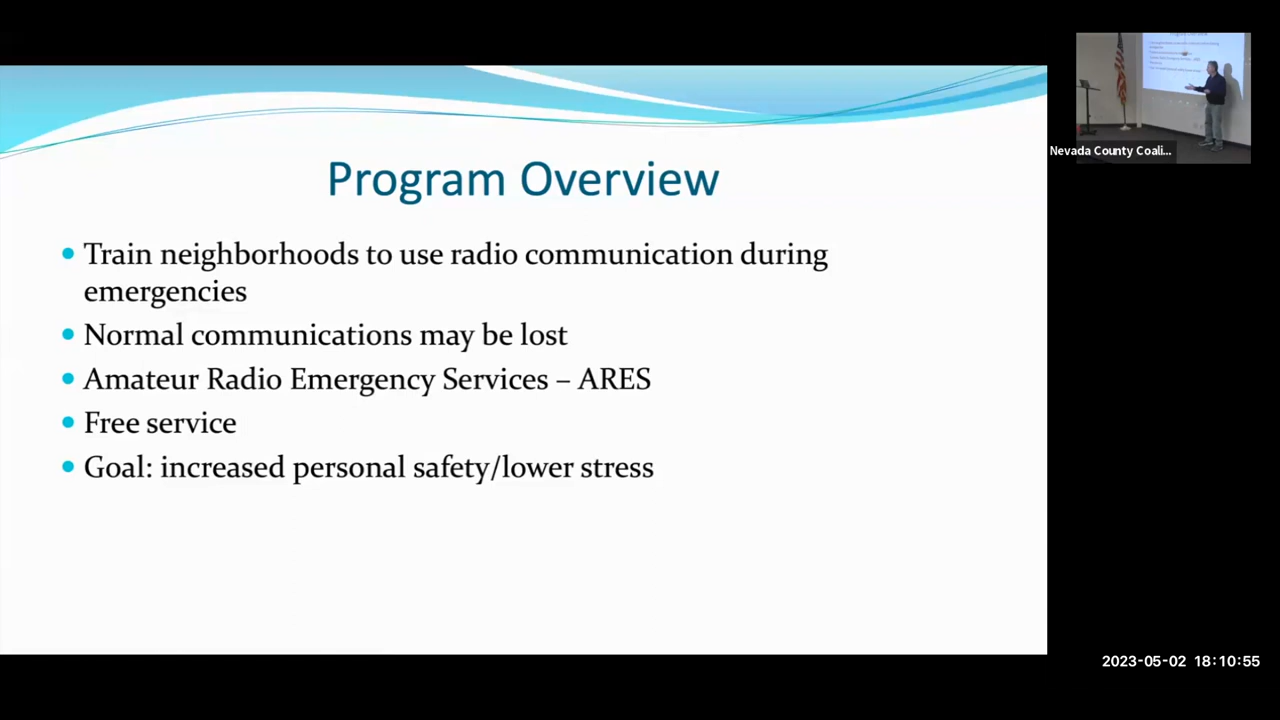 Program Overview
Train neighborhoods to use radio communication during
emergencies
Normal communications may be lost
Amateur Radio Emergency Services – ARES
Free service
Goal: increased personal safety/lower stress
Nevada County Coali...
2023-05-02 18:10:55